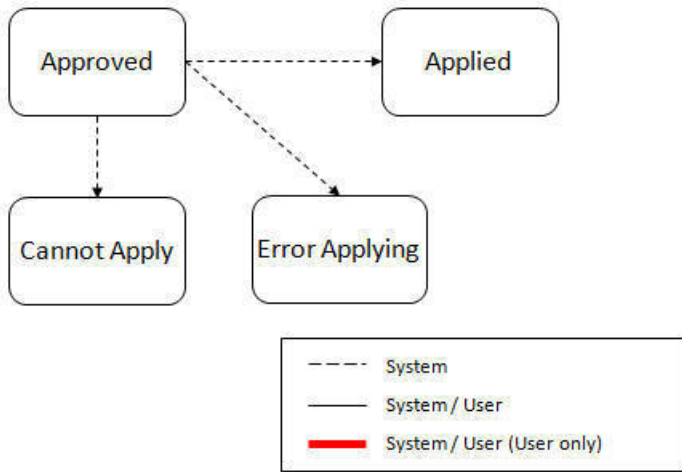 Approved
Applied
Cannot Apply
Error Applying
System
System / User
System / User (User only)